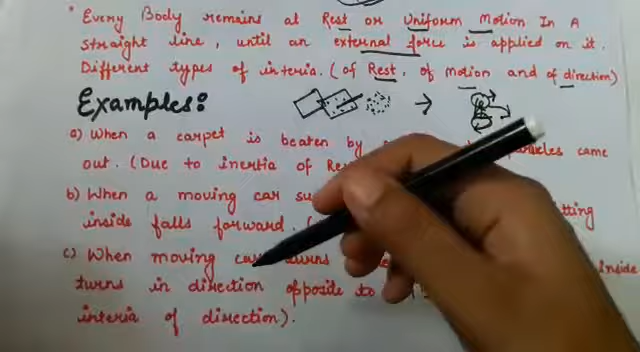 * Every Body remains at Rest or Uniform Motion In A
straight line, until an external force is applied on it.
Different types of interia. (of Rest, of Motion and of direction)
Examples:
a) When a carpet is beaten by a came
out. (Due to inertia of
b) When a moving car itting
inside falls forward. (
c) When moving car turns inside
turns in direction opposite to
interia of direction).